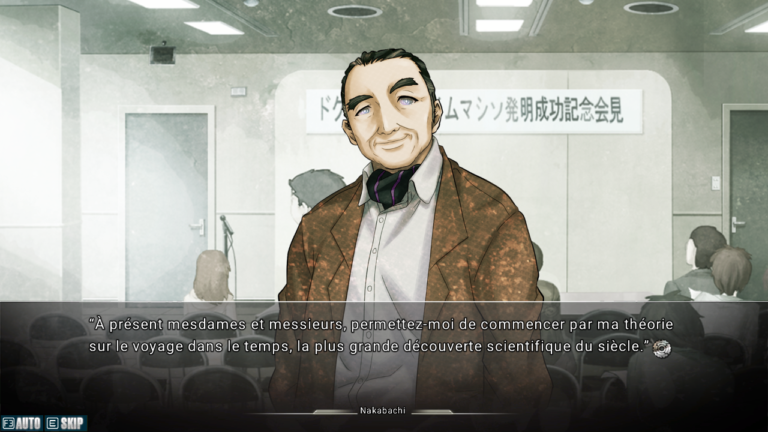 ドク ムマシン発明成功記念会見
“À présent mesdames et messieurs, permettez-moi de commencer par ma théorie
sur le voyage dans le temps, la plus grande découverte scientifique du siècle.”
Nakabachi
AUTO SKIP